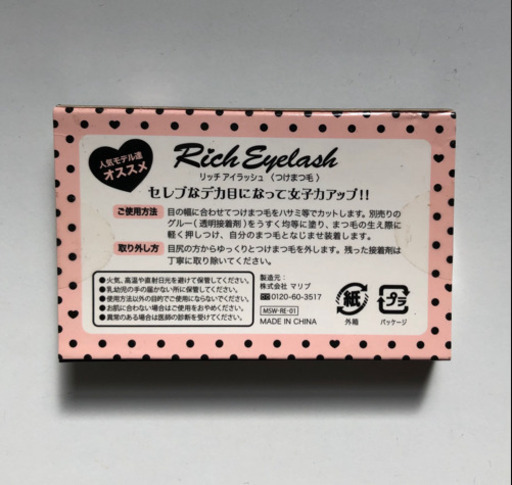 人気モデル達
オススメ
Rich Eyelash
リッチ アイラッシュ〈つけまつ毛〉
セレブなデカ目になって女子力アップ!!
ご使用方法
目の幅に合わせてつけまつ毛をハサミ等でカットします。別売りの
グルー(透明接着剤)をうすく均等に塗り、まつ毛の生え際に
軽く押しつけ、自分のまつ毛となじませ装着します。
取り外し方
目尻の方からゆっくりとつけまつ毛を外します。残った接着剤は
丁寧に取り除いてください。
●火気、高温や直射日光を避けて保管してください。
●乳幼児の手の届かない所に保管してください。
●使用方法以外の目的でご使用にならないでください。
●お肌に合わない場合はご使用をおやめください。
●異常のある場合は医師の診断を受けてください。
製造元:
株式会社 マリブ
0120-60-3517
MSW-RE-01
MADE IN CHINA
紙
外箱
プラ
パッケージ